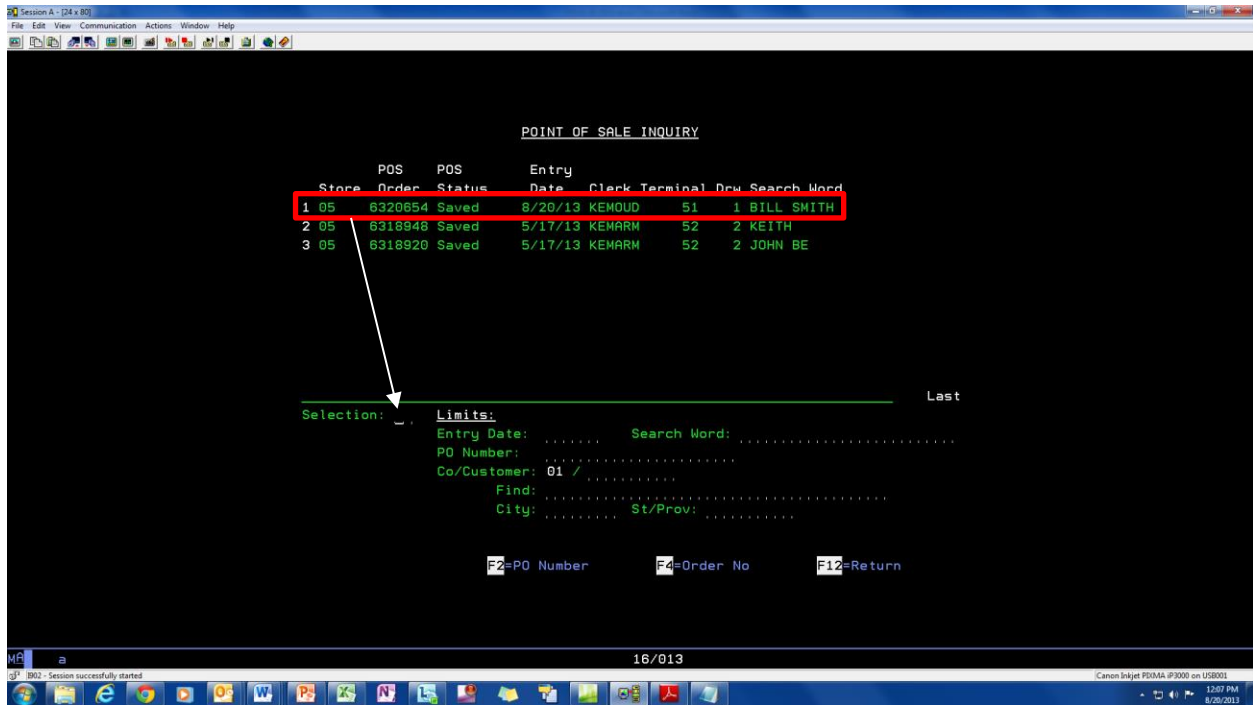 Session A - [24 x 80]
File Edit View Communication Actions Window Help
POINT OF SALE INQUIRY
POS POS Entry
Store Order Status Date Clerk Terminal Drw Search Word
1 05 6320654 Saved 8/20/13 KEMOUD 51 1 BILL SMITH
2 05 6318948 Saved 5/17/13 KEMARM 52 2 KEITH
3 05 6318920 Saved 5/17/13 KEMARM 52 2 JOHN BE
Last
Selection: Limits:
Entry Date: Search Word:
PO Number:
Co/Customer: 01 /
Find:
City: St/Prov:
F2=PO Number F4=Order No F12=Return
MA a 16/013
I902 - Session successfully started Canon Inkjet PIXMA iP3000 on USB001
12:07 PM
8/20/2013